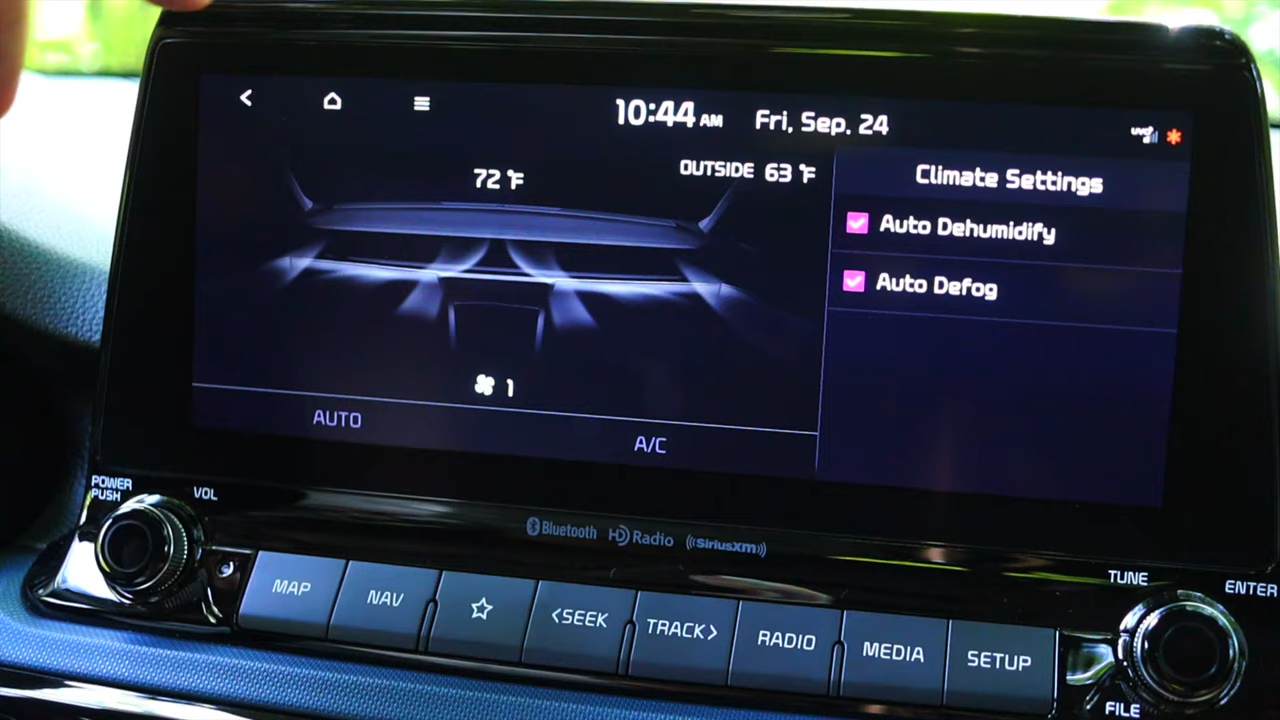 10:44 AM Fri, Sep. 24
UVO
72 °F
OUTSIDE 63 °F
Climate Settings
Auto Dehumidify
Auto Defog
1
AUTO
A/C
POWER
PUSH
VOL
Bluetooth HD Radio ((SiriusXM))
TUNE
ENTER
MAP
NAV
<SEEK
TRACK>
RADIO
MEDIA
SETUP
FILE